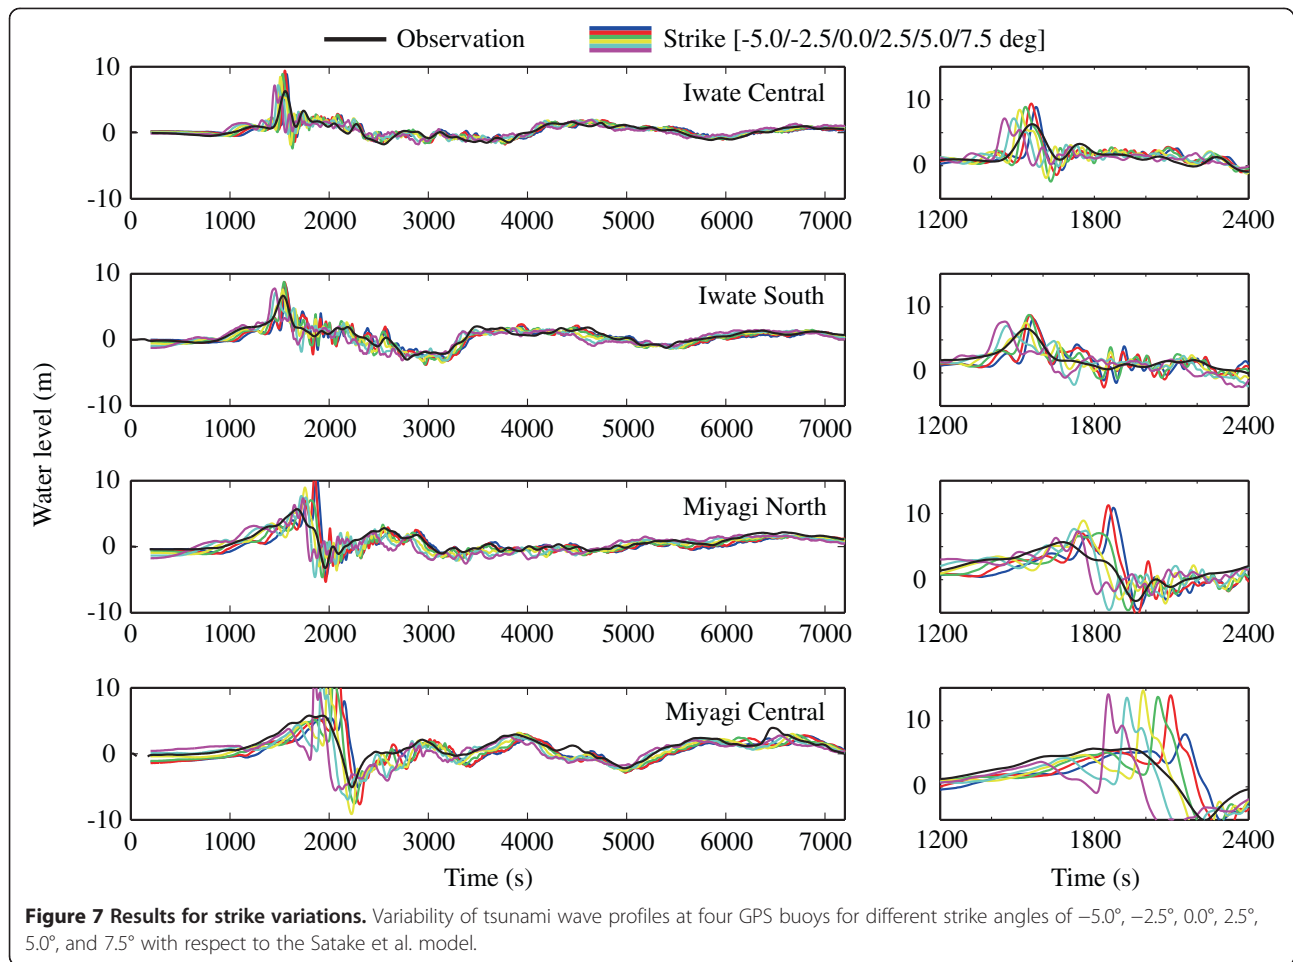 Observation Strike [-5.0/-2.5/0.0/2.5/5.0/7.5 deg]
10
0
-10
Iwate Central
0 1000 2000 3000 4000 5000 6000 7000
10
0
1200 1800 2400
10
0
-10
Iwate South
0 1000 2000 3000 4000 5000 6000 7000
10
0
1200 1800 2400
Water level (m)
10
0
-10
Miyagi North
0 1000 2000 3000 4000 5000 6000 7000
10
0
1200 1800 2400
10
0
-10
Miyagi Central
0 1000 2000 3000 4000 5000 6000 7000
10
0
1200 1800 2400
Time (s) Time (s)
Figure 7 Results for strike variations. Variability of tsunami wave profiles at four GPS buoys for different strike angles of −5.0°, −2.5°, 0.0°, 2.5°,
5.0°, and 7.5° with respect to the Satake et al. model.